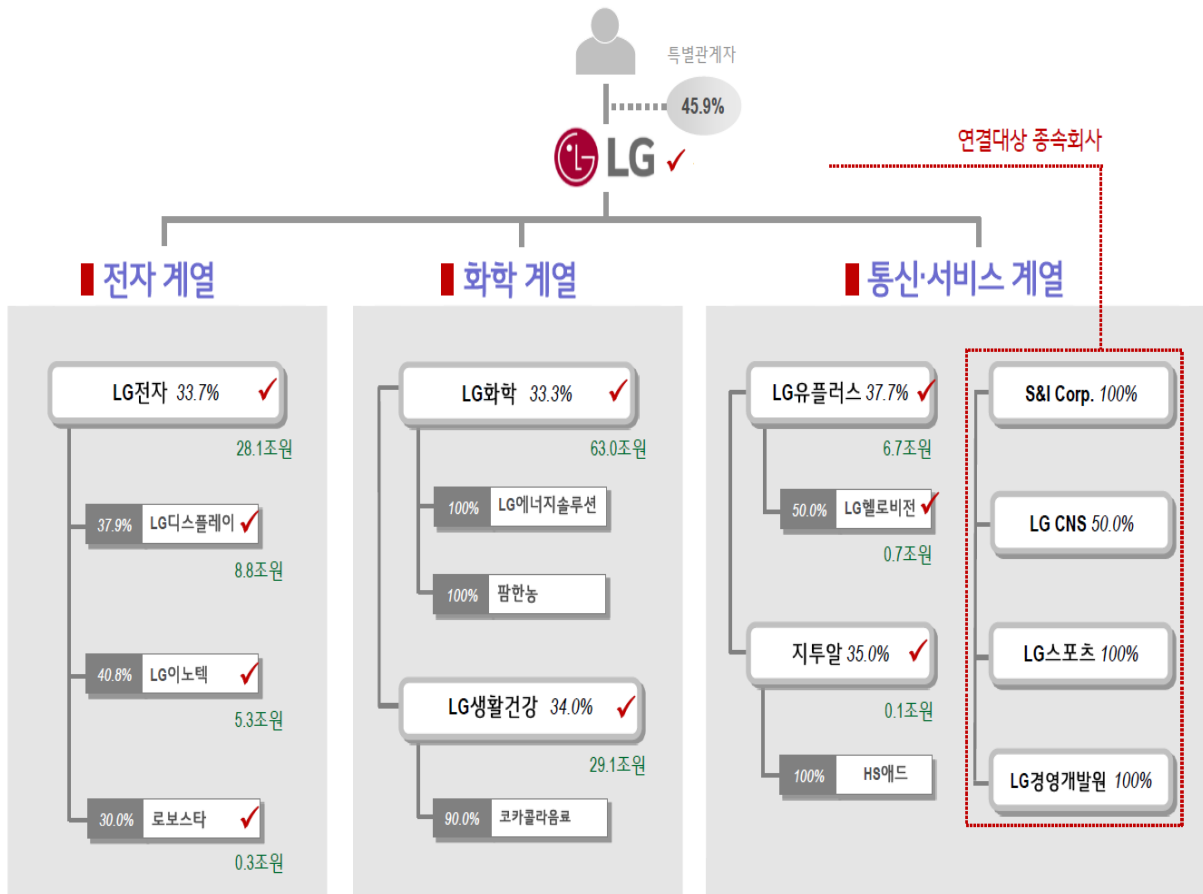 특별관계자
45.9%
LG
연결대상 종속회사
전자 계열
LG전자 33.7%
28.1조원
37.9% LG디스플레이
8.8조원
40.8% LG이노텍
5.3조원
30.0% 로보스타
0.3조원
화학 계열
LG화학 33.3%
63.0조원
100% LG에너지솔루션
100% 팜한농
LG생활건강 34.0%
29.1조원
90.0% 코카콜라음료
통신·서비스 계열
LG유플러스 37.7%
6.7조원
50.0% LG헬로비전
0.7조원
지투알 35.0%
0.1조원
100% HS애드
S&I Corp. 100%
LG CNS 50.0%
LG스포츠 100%
LG경영개발원 100%